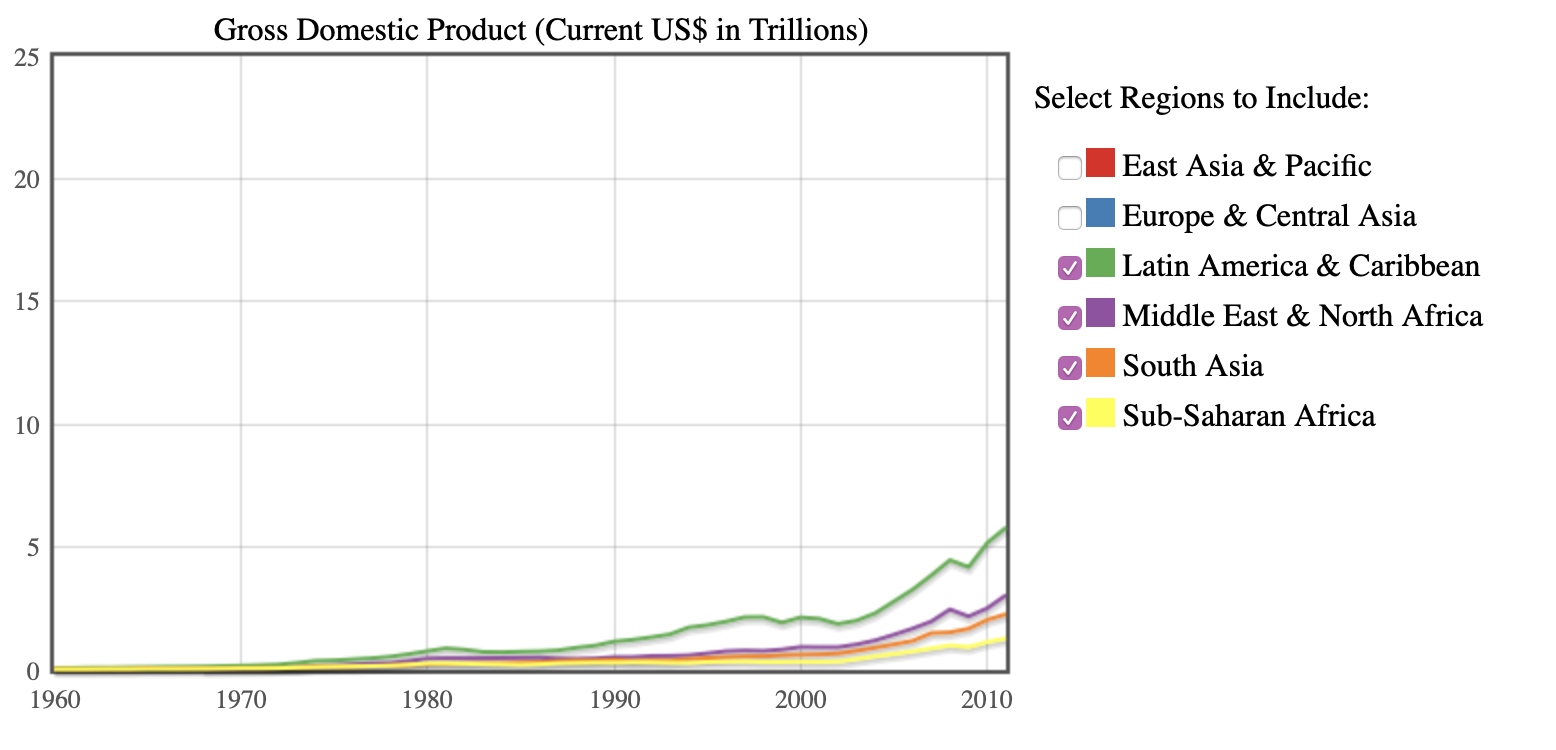 Gross Domestic Product (Current US$ in Trillions)
25
20
15
10
5
0
1960 1970 1980 1990 2000 2010
Select Regions to Include:
East Asia & Pacific
Europe & Central Asia
Latin America & Caribbean
Middle East & North Africa
South Asia
Sub-Saharan Africa